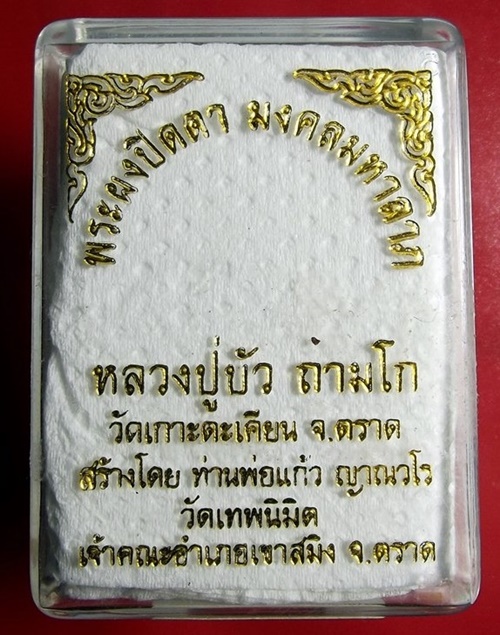 พระผงปิดตา มงคลมหาลาภ
หลวงปู่บัว ถามโก
วัดเกาะตะเคียน จ.ตราด
สร้างโดย ท่านพ่อแก้ว ญาณวโร
วัดเทพนิมิต
เจ้าคณะอำเภอเขาสมิง จ.ตราด